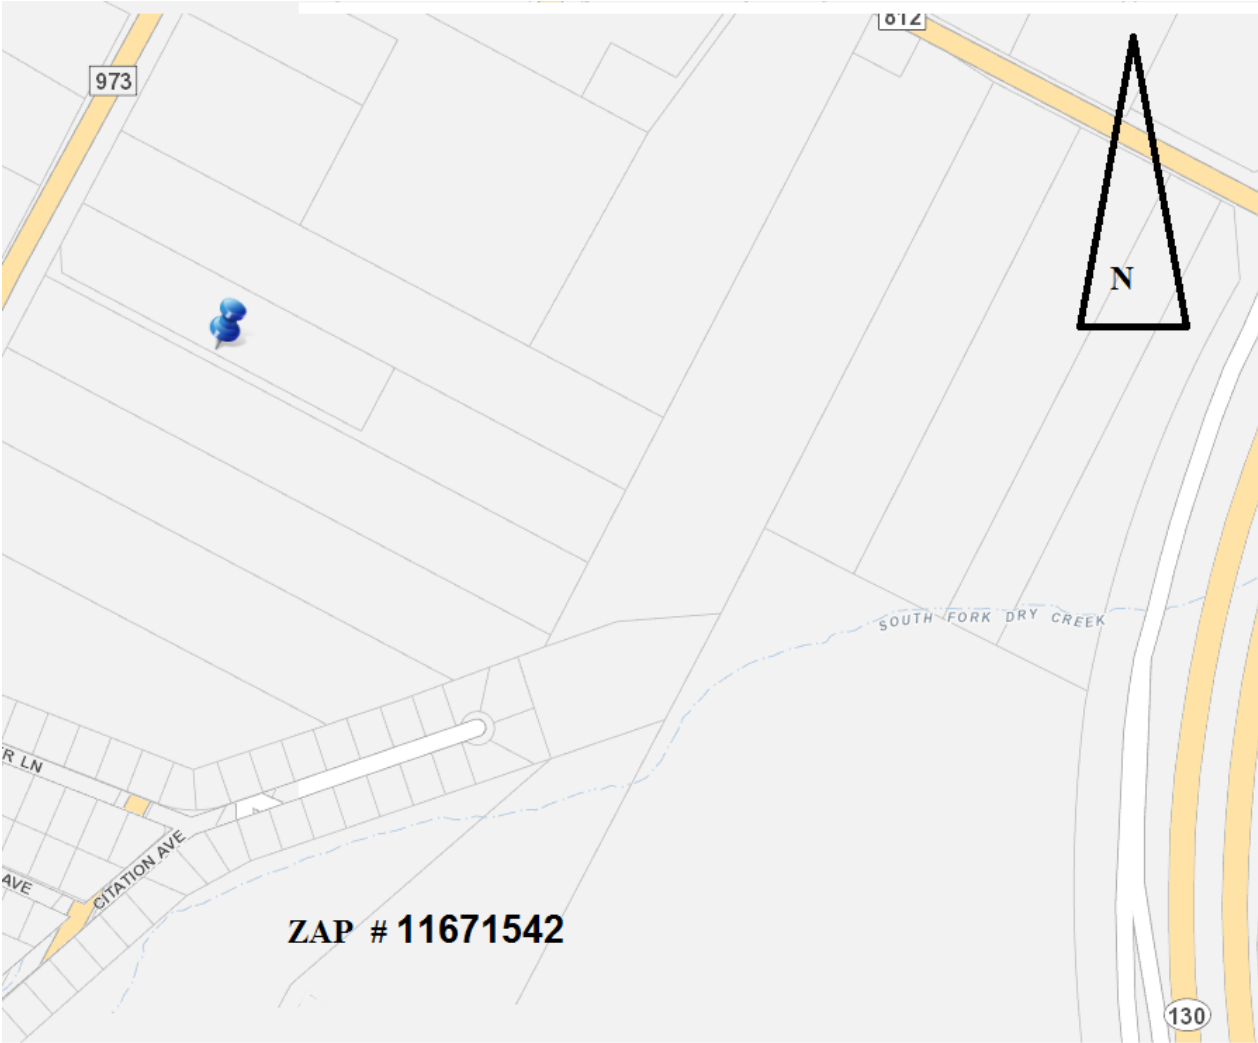 812
973
N
SOUTH FORK DRY CREEK
R LN
CITATION AVE
AVE
ZAP # 11671542
130